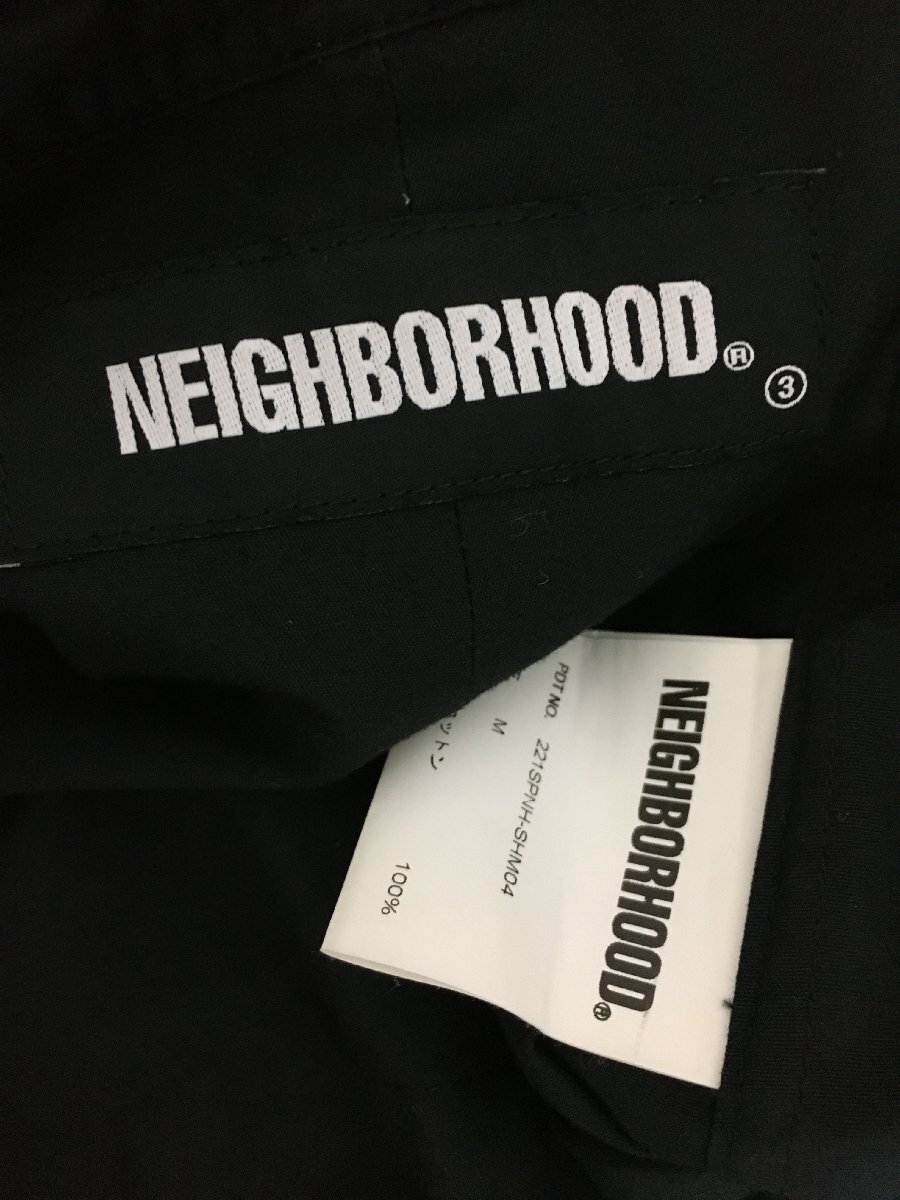 NEIGHBORHOOD®
③
NEIGHBORHOOD®
PDT NO. 221SPNH-SHM04
M
ットン 100%